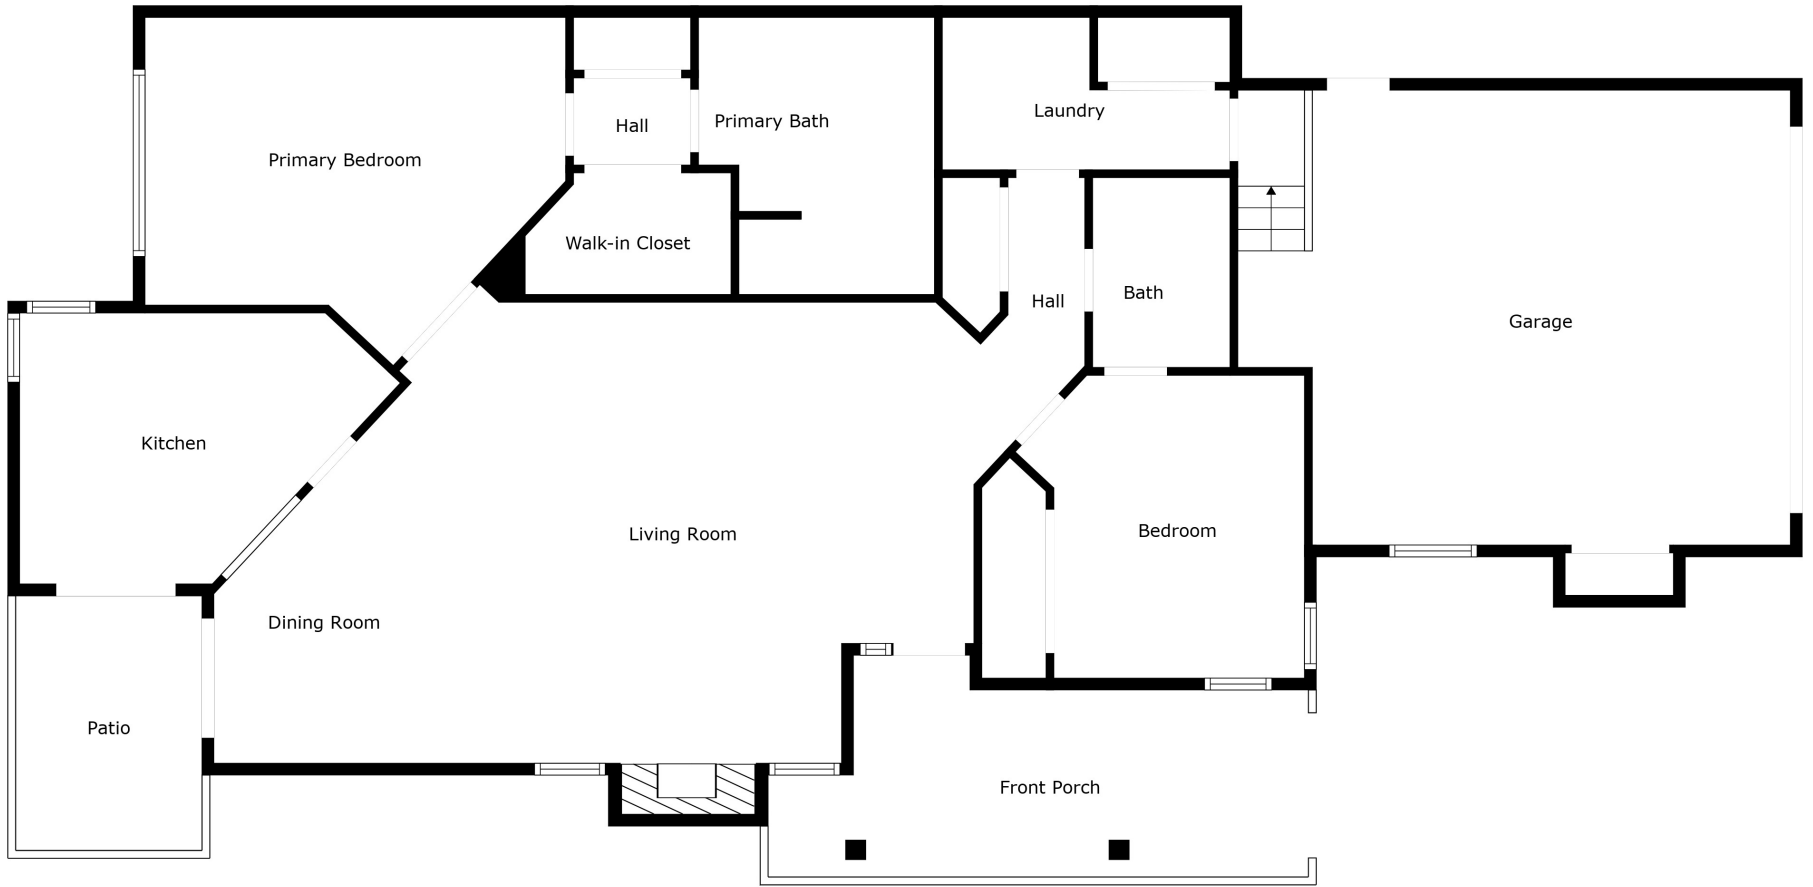 Laundry
Primary Bath
Hall
Primary Bedroom
Walk-in Closet
Bath
Hall
Garage
Kitchen
Bedroom
Living Room
Dining Room
Patio
Front Porch